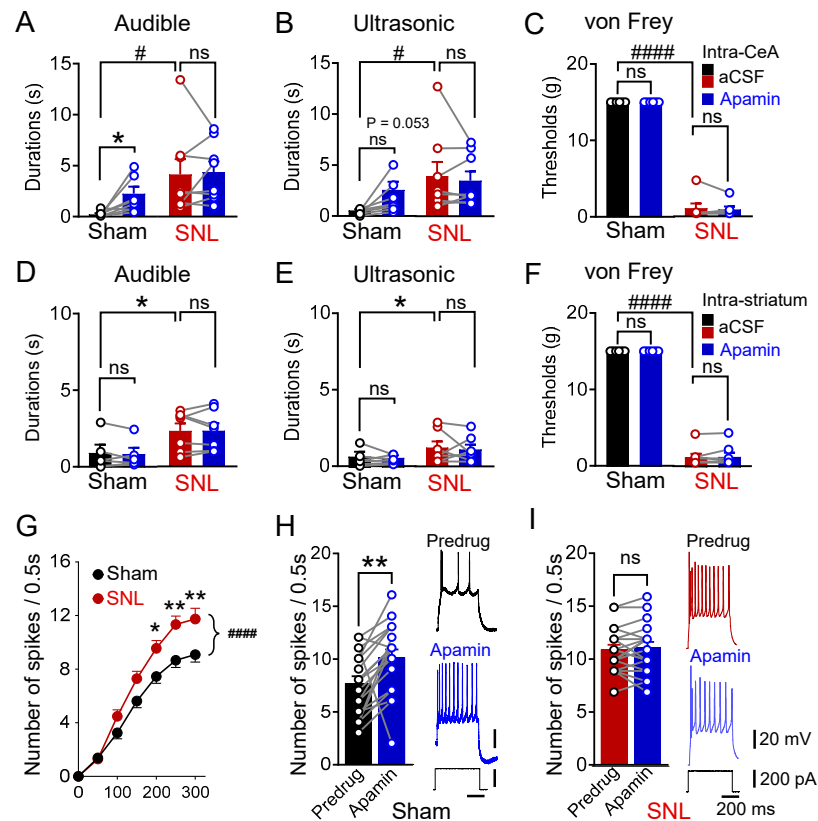 A
Audible
Durations (s)
15
10
5
0
#
ns
*
Sham
SNL
B
Ultrasonic
Durations (s)
15
10
5
0
#
ns
P = 0.053
ns
Sham
SNL
C
von Frey
Thresholds (g)
20
10
0
####
ns
ns
Intra-CeA
aCSF
Apamin
Sham
SNL
D
Audible
Durations (s)
10
5
0
*
ns
ns
Sham
SNL
E
Ultrasonic
Durations (s)
10
5
0
*
ns
ns
Sham
SNL
F
von Frey
Thresholds (g)
20
10
0
####
ns
ns
Intra-striatum
aCSF
Apamin
Sham
SNL
G
Number of spikes / 0.5s
16
12
8
4
0
Sham
SNL
*
**
**
####
0
100
200
300
H
Number of spikes / 0.5s
20
15
10
5
0
**
Predrug
Apamin
Predrug
Apamin
Sham
I
Number of spikes / 0.5s
20
15
10
5
0
ns
Predrug
Apamin
Predrug
Apamin
20 mV
200 pA
200 ms
SNL